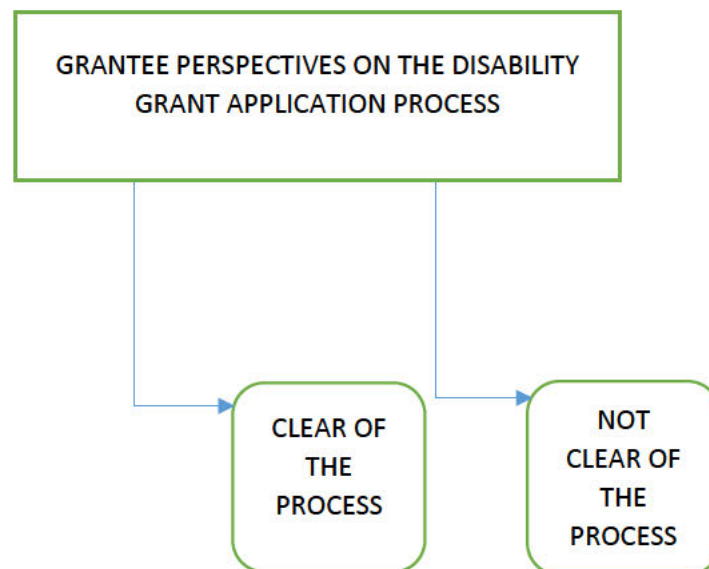 GRANTEE PERSPECTIVES ON THE DISABILITY
GRANT APPLICATION PROCESS
CLEAR OF
THE
PROCESS
NOT
CLEAR OF
THE
PROCESS